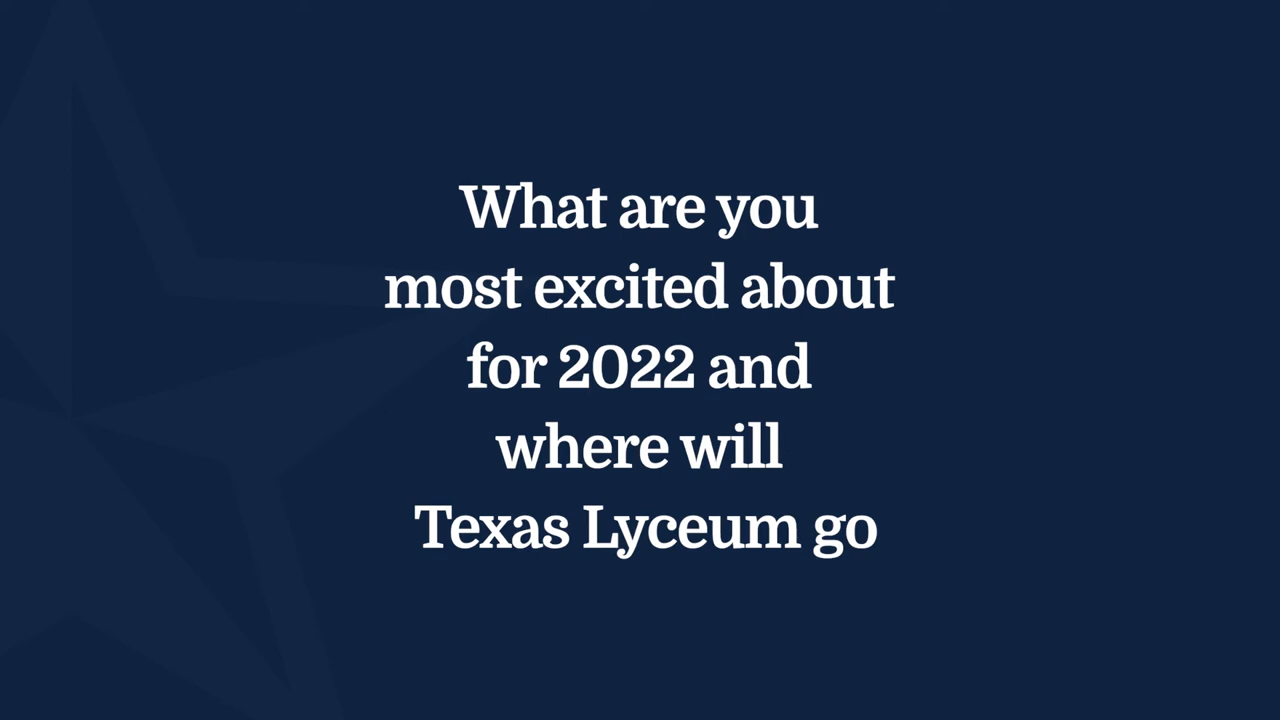 What are you
most excited about
for 2022 and
where will
Texas Lyceum go